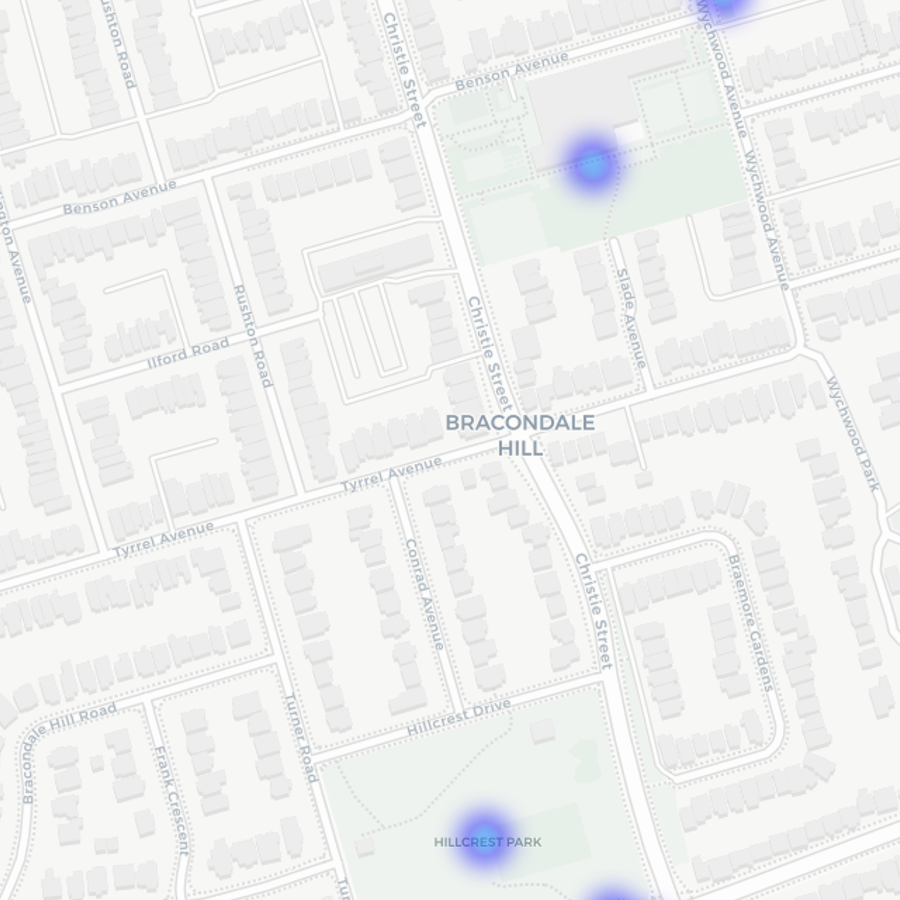 Rushton Road
Christie Street
Benson Avenue
Wychwood Avenue
Benson Avenue
Wychwood Avenue
Rushton Road
Christie Street
Slade Avenue
Ilford Road
BRACONDALE
HILL
Wychwood Park
Tyrrel Avenue
Tyrrel Avenue
Conrad Avenue
Christie Street
Braemore Gardens
Bracondale Hill Road
Hillcrest Drive
Turner Road
Frank Crescent
HILLCREST PARK